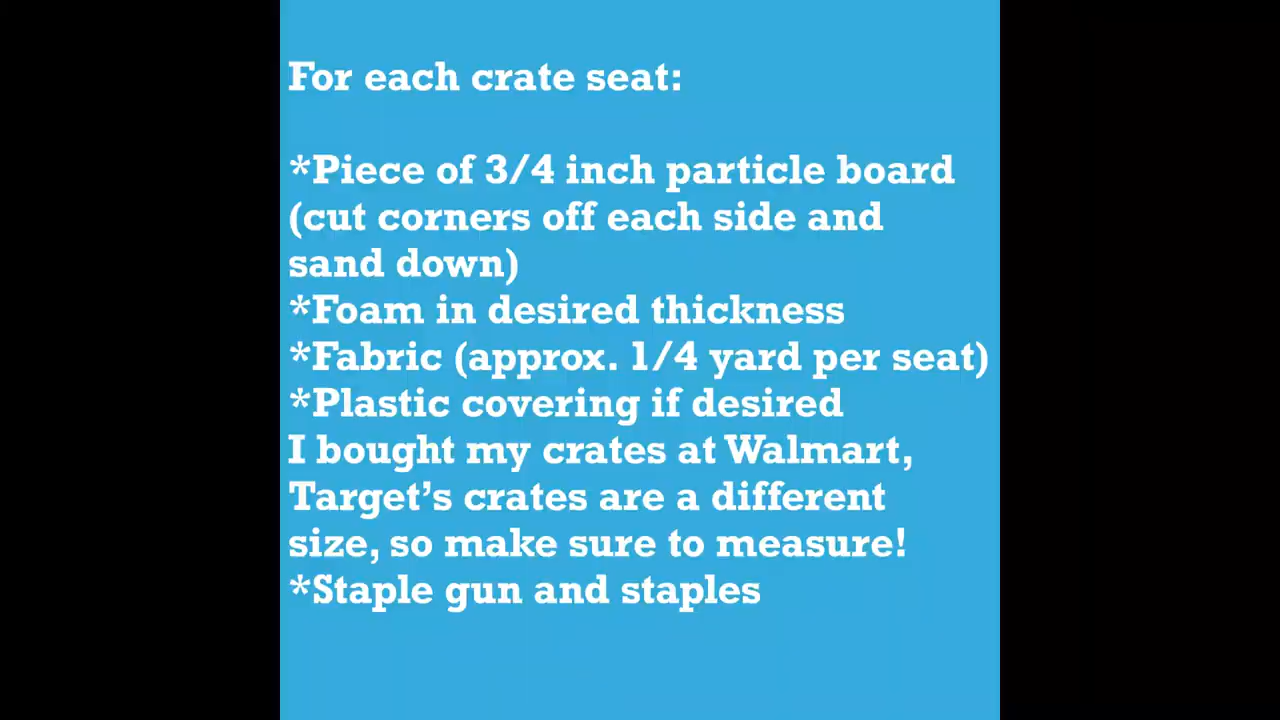 For each crate seat:
*Piece of 3/4 inch particle board
(cut corners off each side and
sand down)
*Foam in desired thickness
*Fabric (approx. 1/4 yard per seat)
*Plastic covering if desired
I bought my crates at Walmart,
Target’s crates are a different
size, so make sure to measure!
*Staple gun and staples